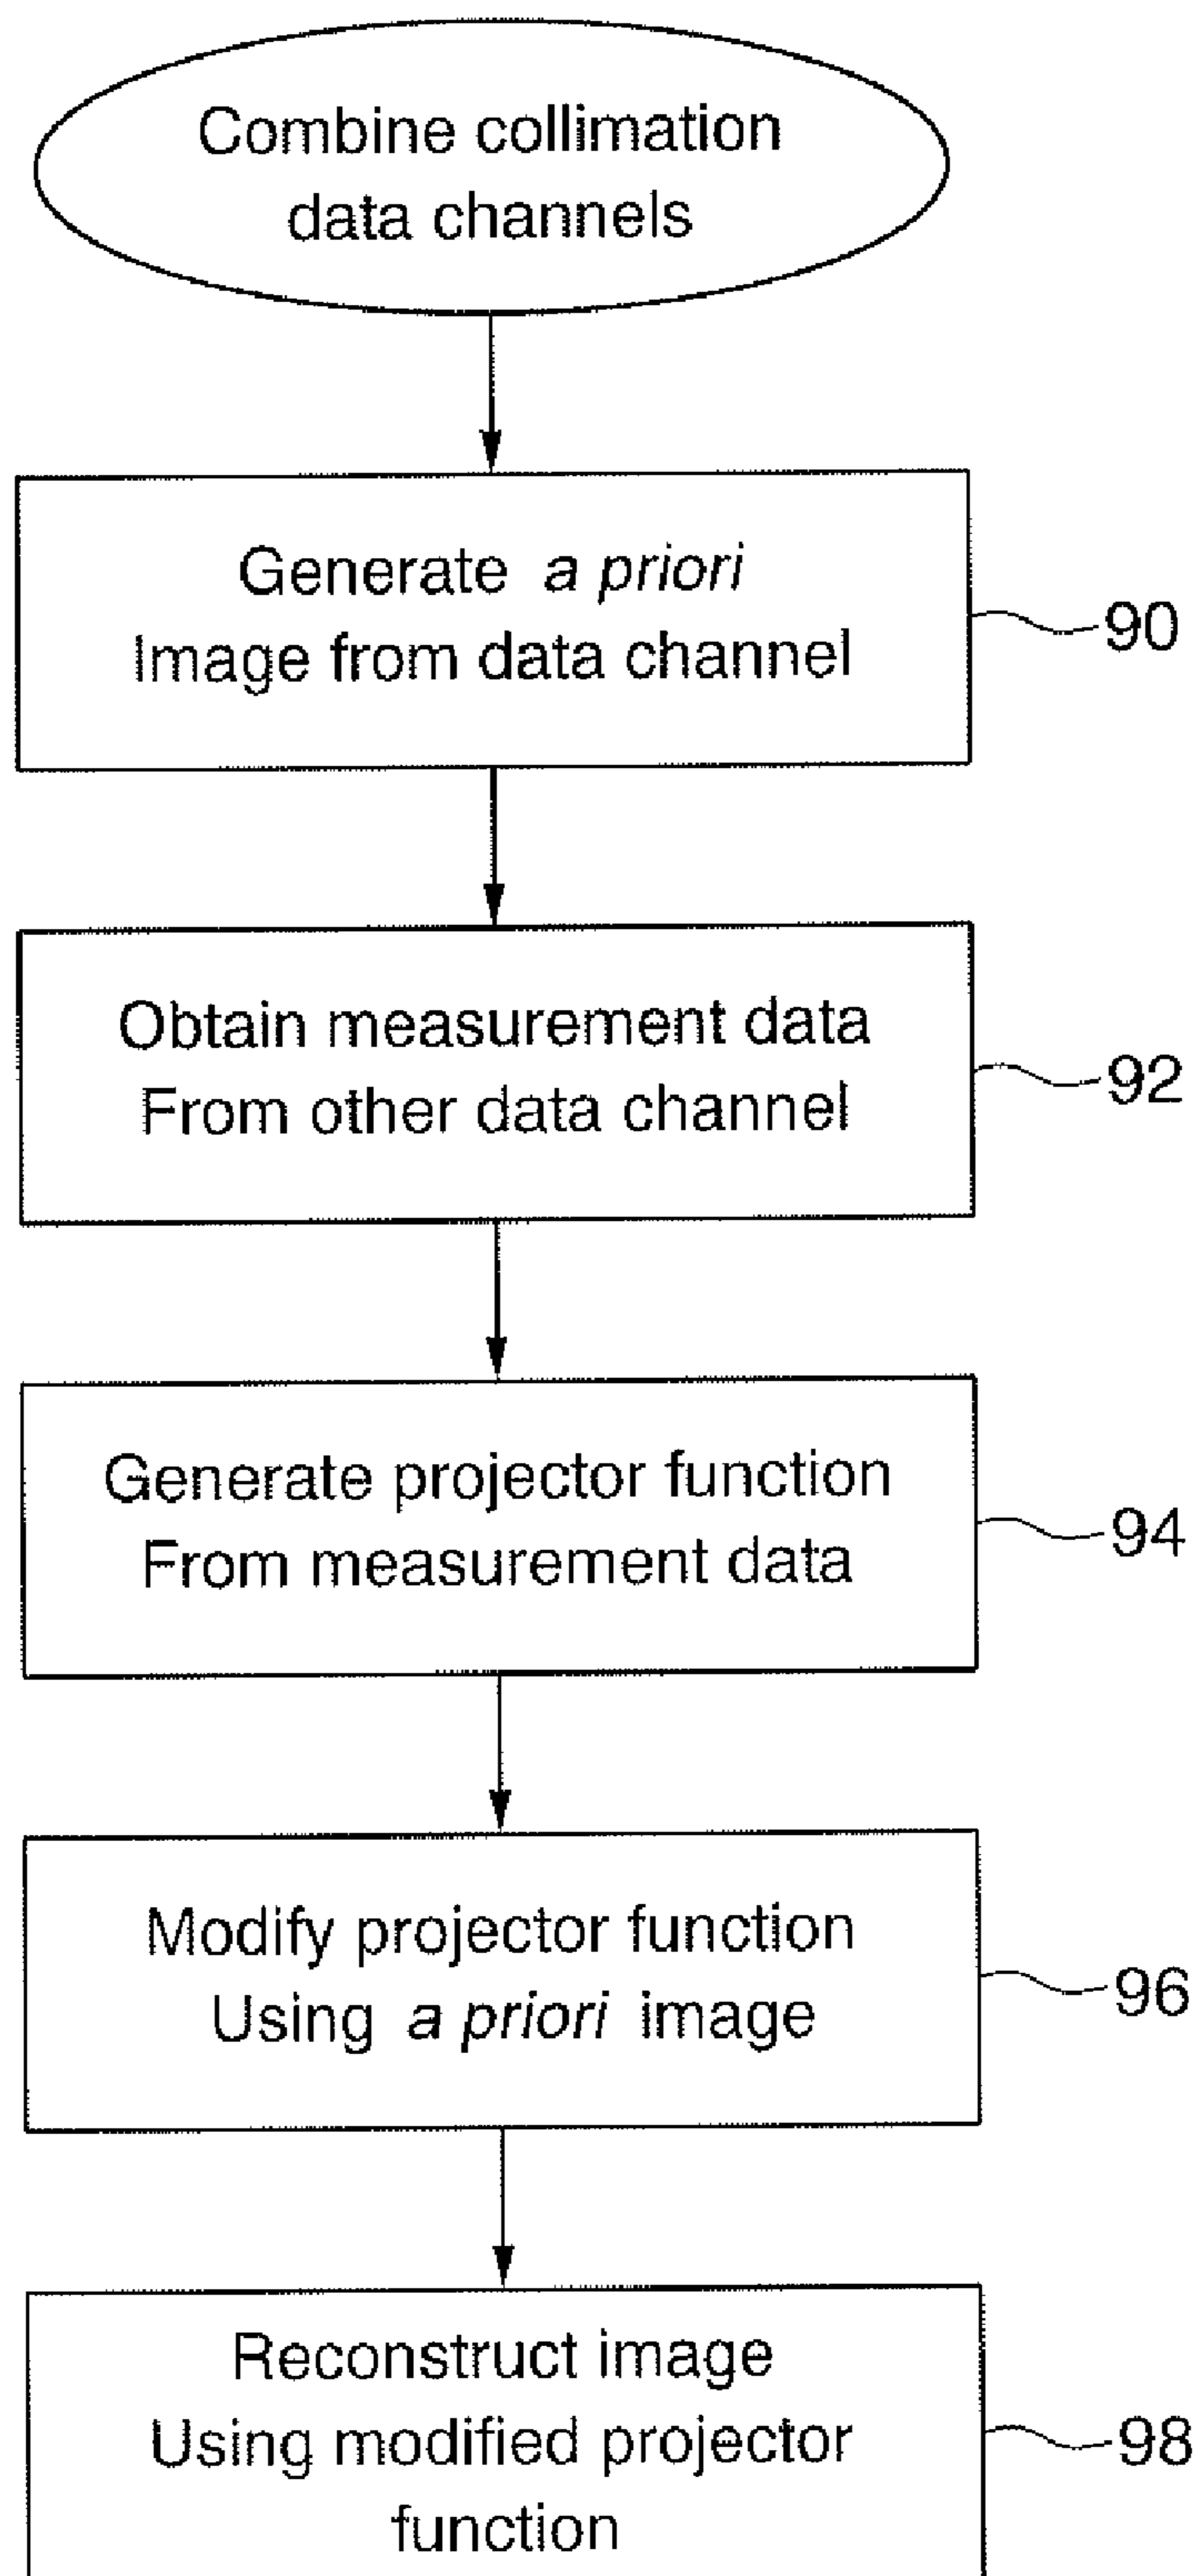 Combine collimation
data channels
Generate a priori
Image from data channel
90
Obtain measurement data
From other data channel
92
Generate projector function
From measurement data
94
Modify projector function
Using a priori image
96
Reconstruct image
Using modified projector
function
98